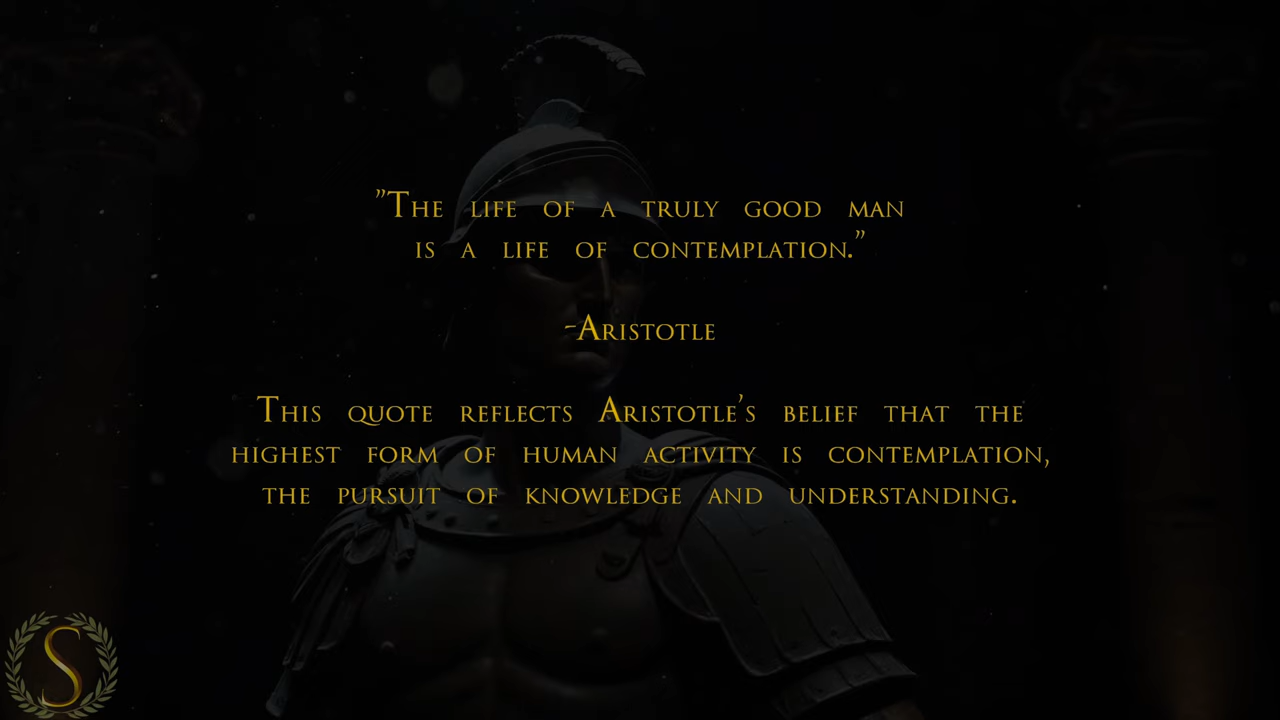 ”The life of a truly good man
is a life of contemplation.”
-Aristotle
This quote reflects Aristotle’s belief that the
highest form of human activity is contemplation,
the pursuit of knowledge and understanding.
S